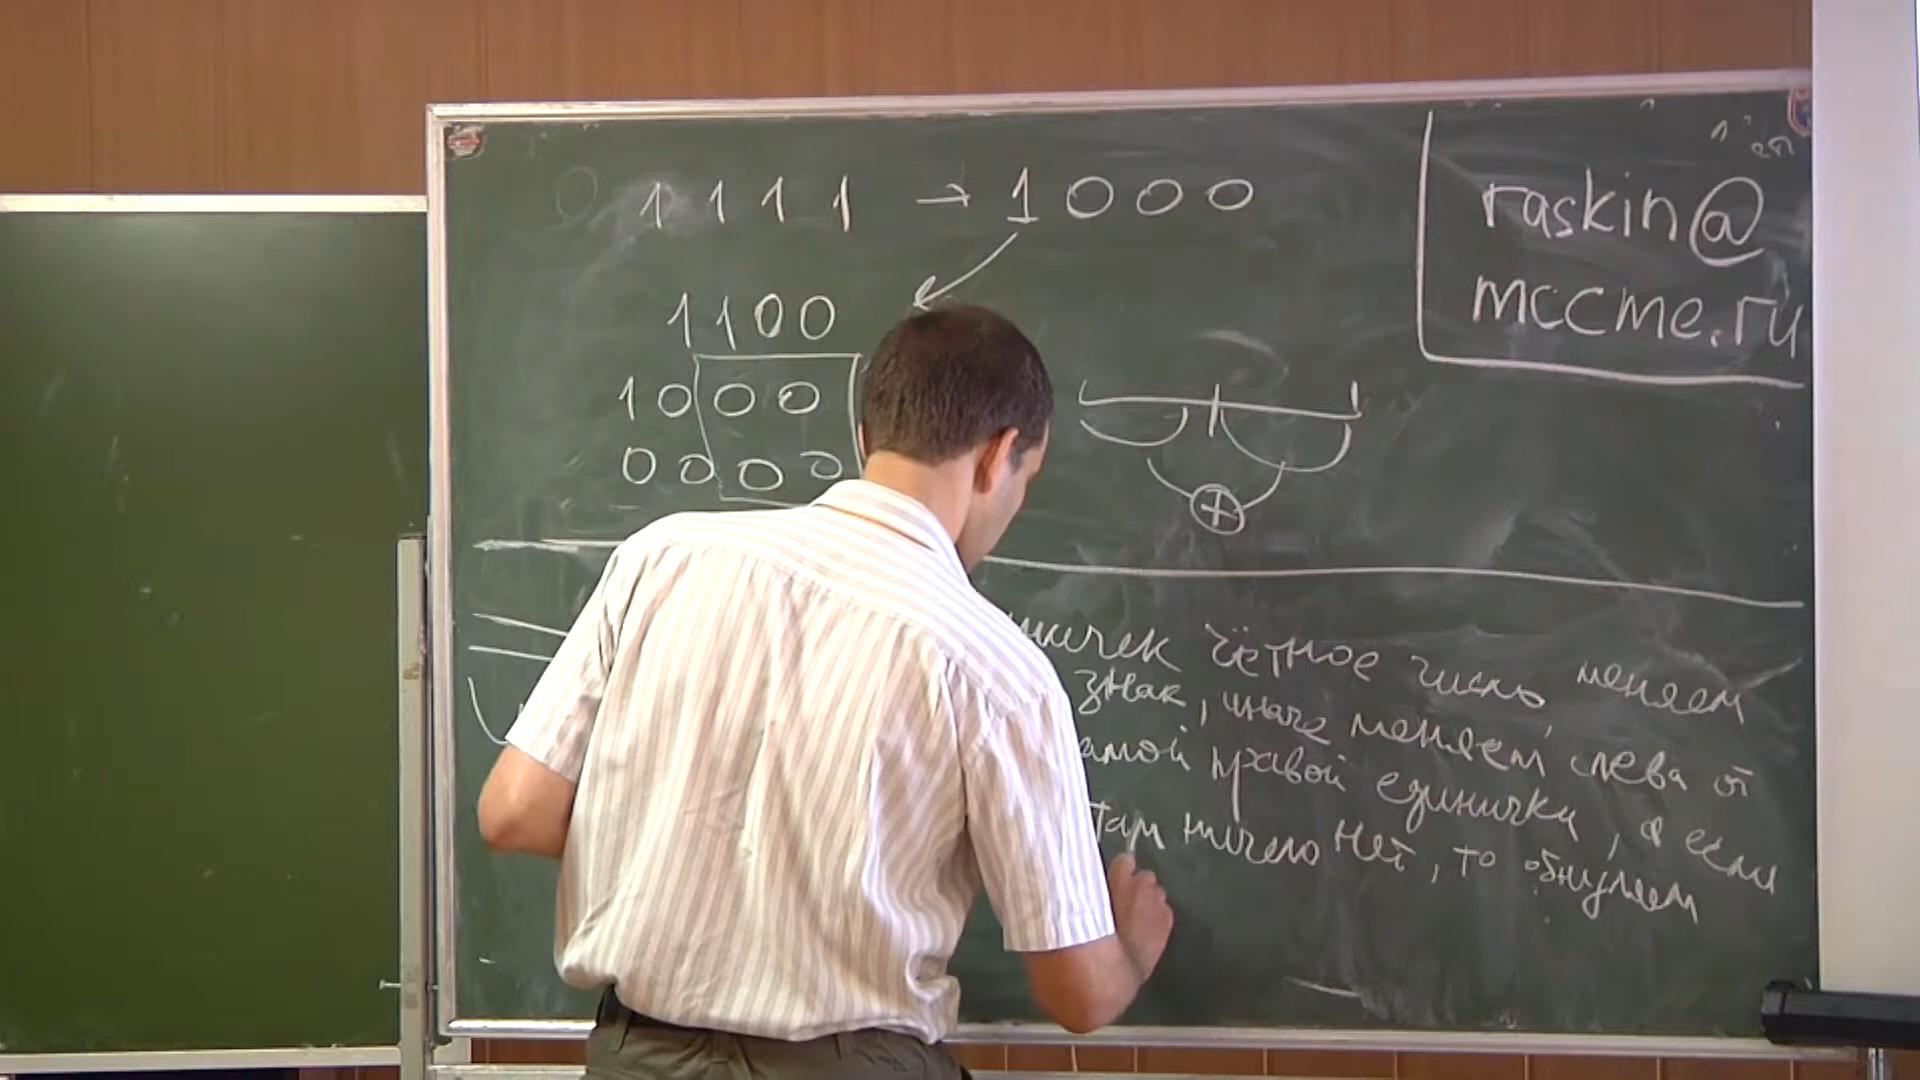 0 1 1 1 1 → 1 0 0 0
1 1 0 0
1 0 0 0
0 0 0 0
raskin@
mccme.ru
чётное число, меняем
знак, иначе меняем слева от
правой единички, а если
там ничего нет, то обнуляем